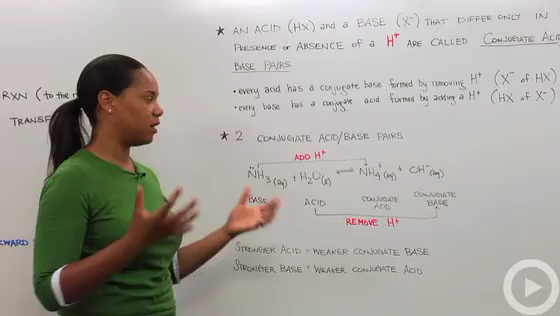 ★ AN ACID (HX) and a BASE (X⁻) THAT DIFFER ONLY IN
PRESENCE or ABSENCE of a H⁺ ARE CALLED CONJUGATE ACID
BASE PAIRS.
RXN (to the r
• every acid has a conjugate base formed by removing H⁺ (X⁻ of HX)
• every base has a conjugate acid formed by adding a H⁺ (HX of X⁻)
TRANSF
★ 2 CONJUGATE ACID/BASE PAIRS
ADD H⁺
NH₃(aq) + H₂O(l) ⇌ NH₄⁺(aq) + OH⁻(aq)
BASE ACID CONJUGATE ACID CONJUGATE BASE
REMOVE H⁺
WARD
STRONGER ACID = WEAKER CONJUGATE BASE
STRONGER BASE = WEAKER CONJUGATE ACID